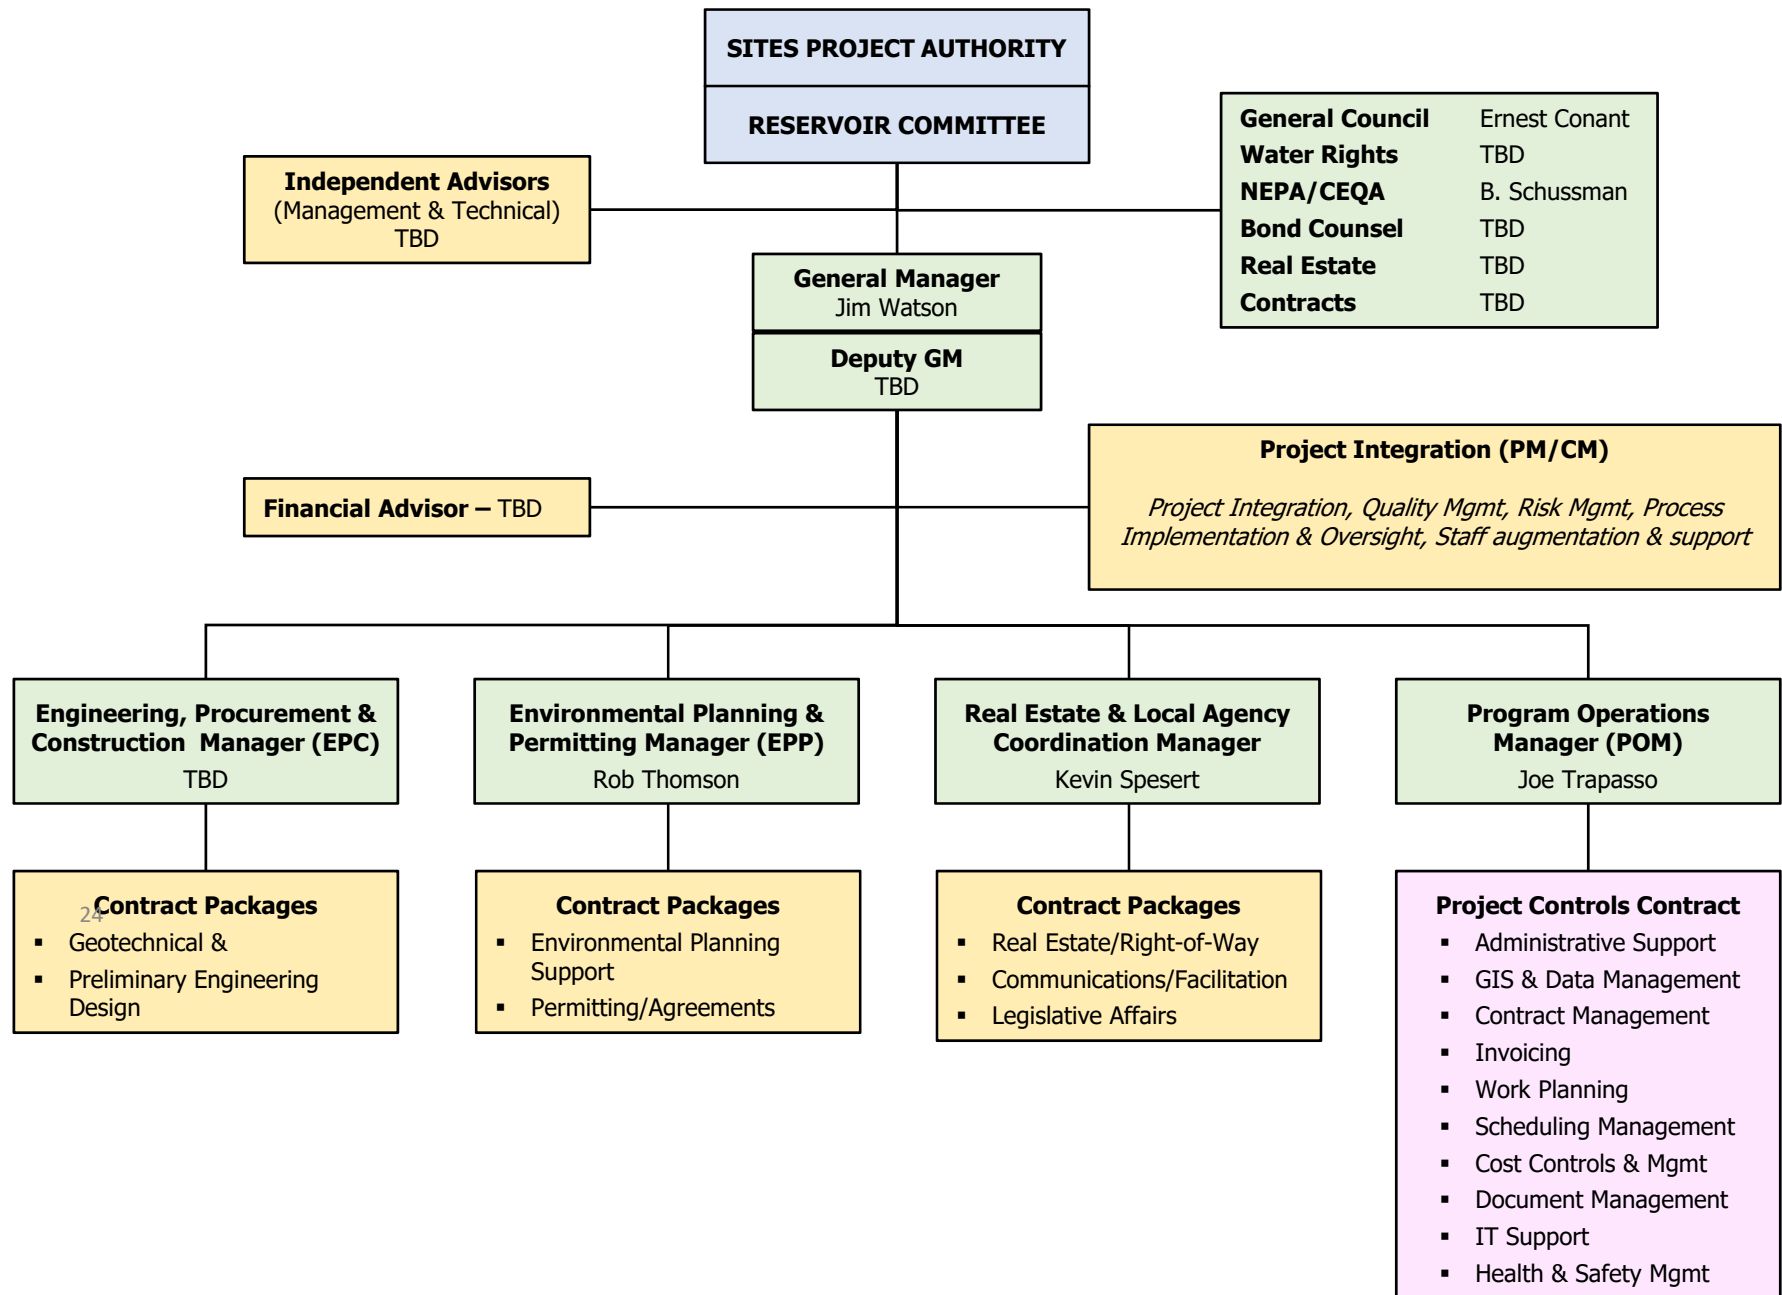 SITES PROJECT AUTHORITY
RESERVOIR COMMITTEE
General Council Ernest Conant
Water Rights TBD
NEPA/CEQA B. Schussman
Bond Counsel TBD
Real Estate TBD
Contracts TBD
Independent Advisors
(Management & Technical)
TBD
General Manager
Jim Watson
Deputy GM
TBD
Project Integration (PM/CM)
Project Integration, Quality Mgmt, Risk Mgmt, Process
Implementation & Oversight, Staff augmentation & support
Financial Advisor – TBD
Engineering, Procurement &
Construction Manager (EPC)
TBD
Environmental Planning &
Permitting Manager (EPP)
Rob Thomson
Real Estate & Local Agency
Coordination Manager
Kevin Spesert
Program Operations
Manager (POM)
Joe Trapasso
Contract Packages
24
▪ Geotechnical &
▪ Preliminary Engineering
Design
Contract Packages
▪ Environmental Planning
Support
▪ Permitting/Agreements
Contract Packages
▪ Real Estate/Right-of-Way
▪ Communications/Facilitation
▪ Legislative Affairs
Project Controls Contract
▪ Administrative Support
▪ GIS & Data Management
▪ Contract Management
▪ Invoicing
▪ Work Planning
▪ Scheduling Management
▪ Cost Controls & Mgmt
▪ Document Management
▪ IT Support
▪ Health & Safety Mgmt